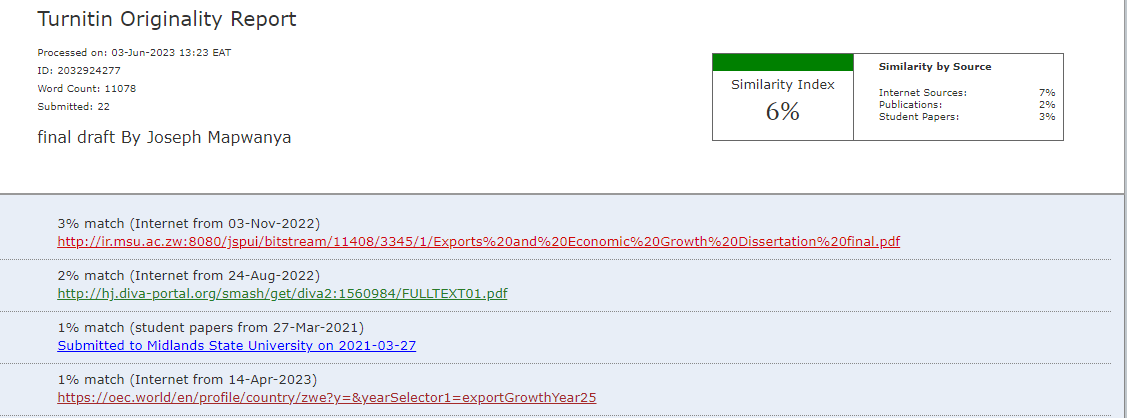 Turnitin Originality Report
Processed on: 03-Jun-2023 13:23 EAT
ID: 2032924277
Word Count: 11078
Submitted: 22
final draft By Joseph Mapwanya
Similarity Index
6%
Similarity by Source
Internet Sources: 7%
Publications: 2%
Student Papers: 3%
3% match (Internet from 03-Nov-2022)
http://ir.msu.ac.zw:8080/jspui/bitstream/11408/3345/1/Exports%20and%20Economic%20Growth%20Dissertation%20final.pdf
2% match (Internet from 24-Aug-2022)
http://hj.diva-portal.org/smash/get/diva2:1560984/FULLTEXT01.pdf
1% match (student papers from 27-Mar-2021)
Submitted to Midlands State University on 2021-03-27
1% match (Internet from 14-Apr-2023)
https://oec.world/en/profile/country/zwe?y=&yearSelector1=exportGrowthYear25